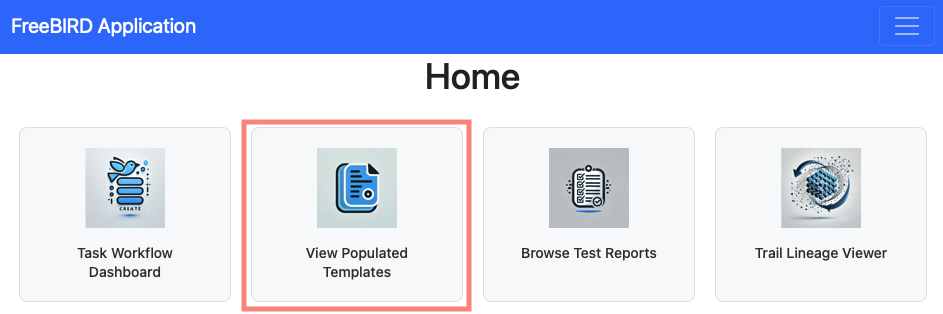 FreeBIRD Application
Home
CREATE
Task Workflow
Dashboard
View Populated
Templates
Browse Test Reports
Trail Lineage Viewer